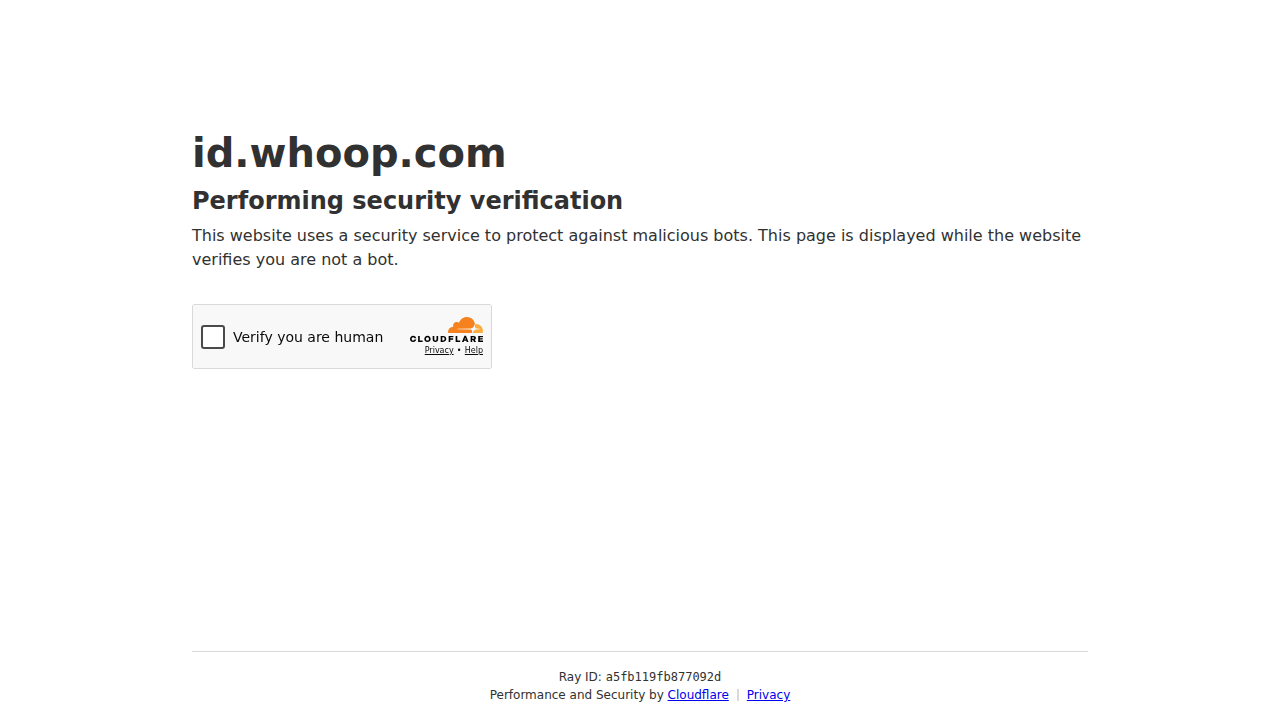 id.whoop.com
Performing security verification
This website uses a security service to protect against malicious bots. This page is displayed while the website
verifies you are not a bot.
Verify you are human
CLOUDFLARE
Privacy • Help
Ray ID: a5fb119fb877092d
Performance and Security by Cloudflare | Privacy